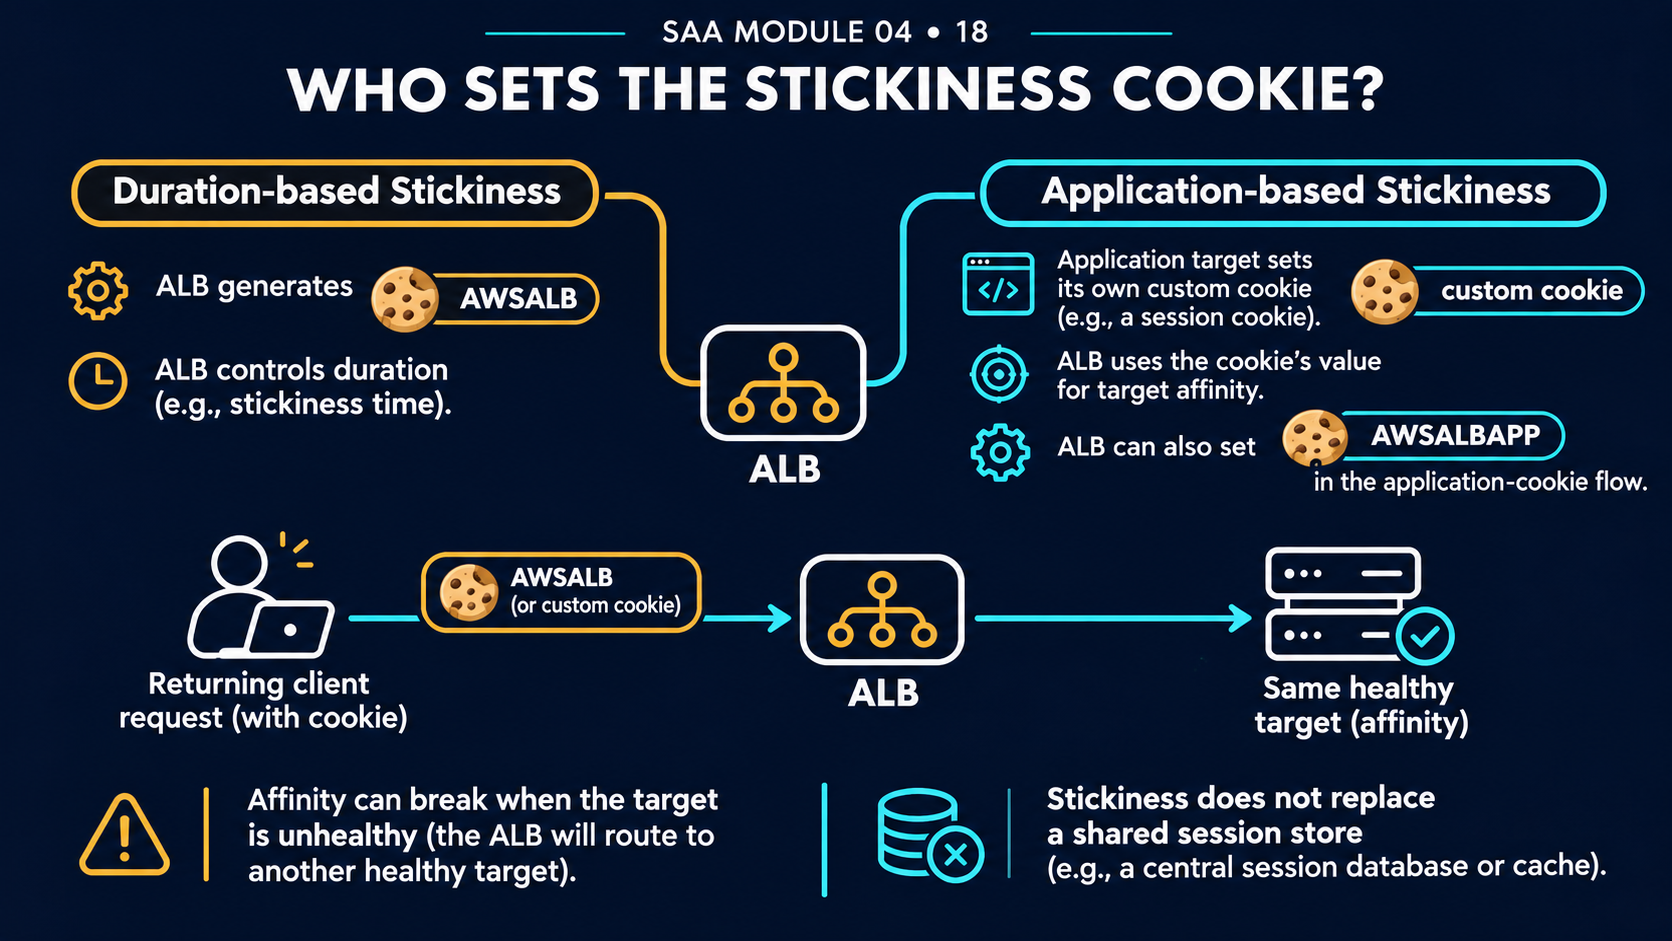 SAA MODULE 04 • 18
WHO SETS THE STICKINESS COOKIE?
Duration-based Stickiness
ALB generates
AWSALB
ALB controls duration
(e.g., stickiness time).
ALB
Application-based Stickiness
Application target sets
its own custom cookie
(e.g., a session cookie).
custom cookie
ALB uses the cookie's value
for target affinity.
ALB can also set
AWSALBAPP
in the application-cookie flow.
Returning client
request (with cookie)
AWSALB
(or custom cookie)
ALB
Same healthy
target (affinity)
Affinity can break when the target
is unhealthy (the ALB will route to
another healthy target).
Stickiness does not replace
a shared session store
(e.g., a central session database or cache).